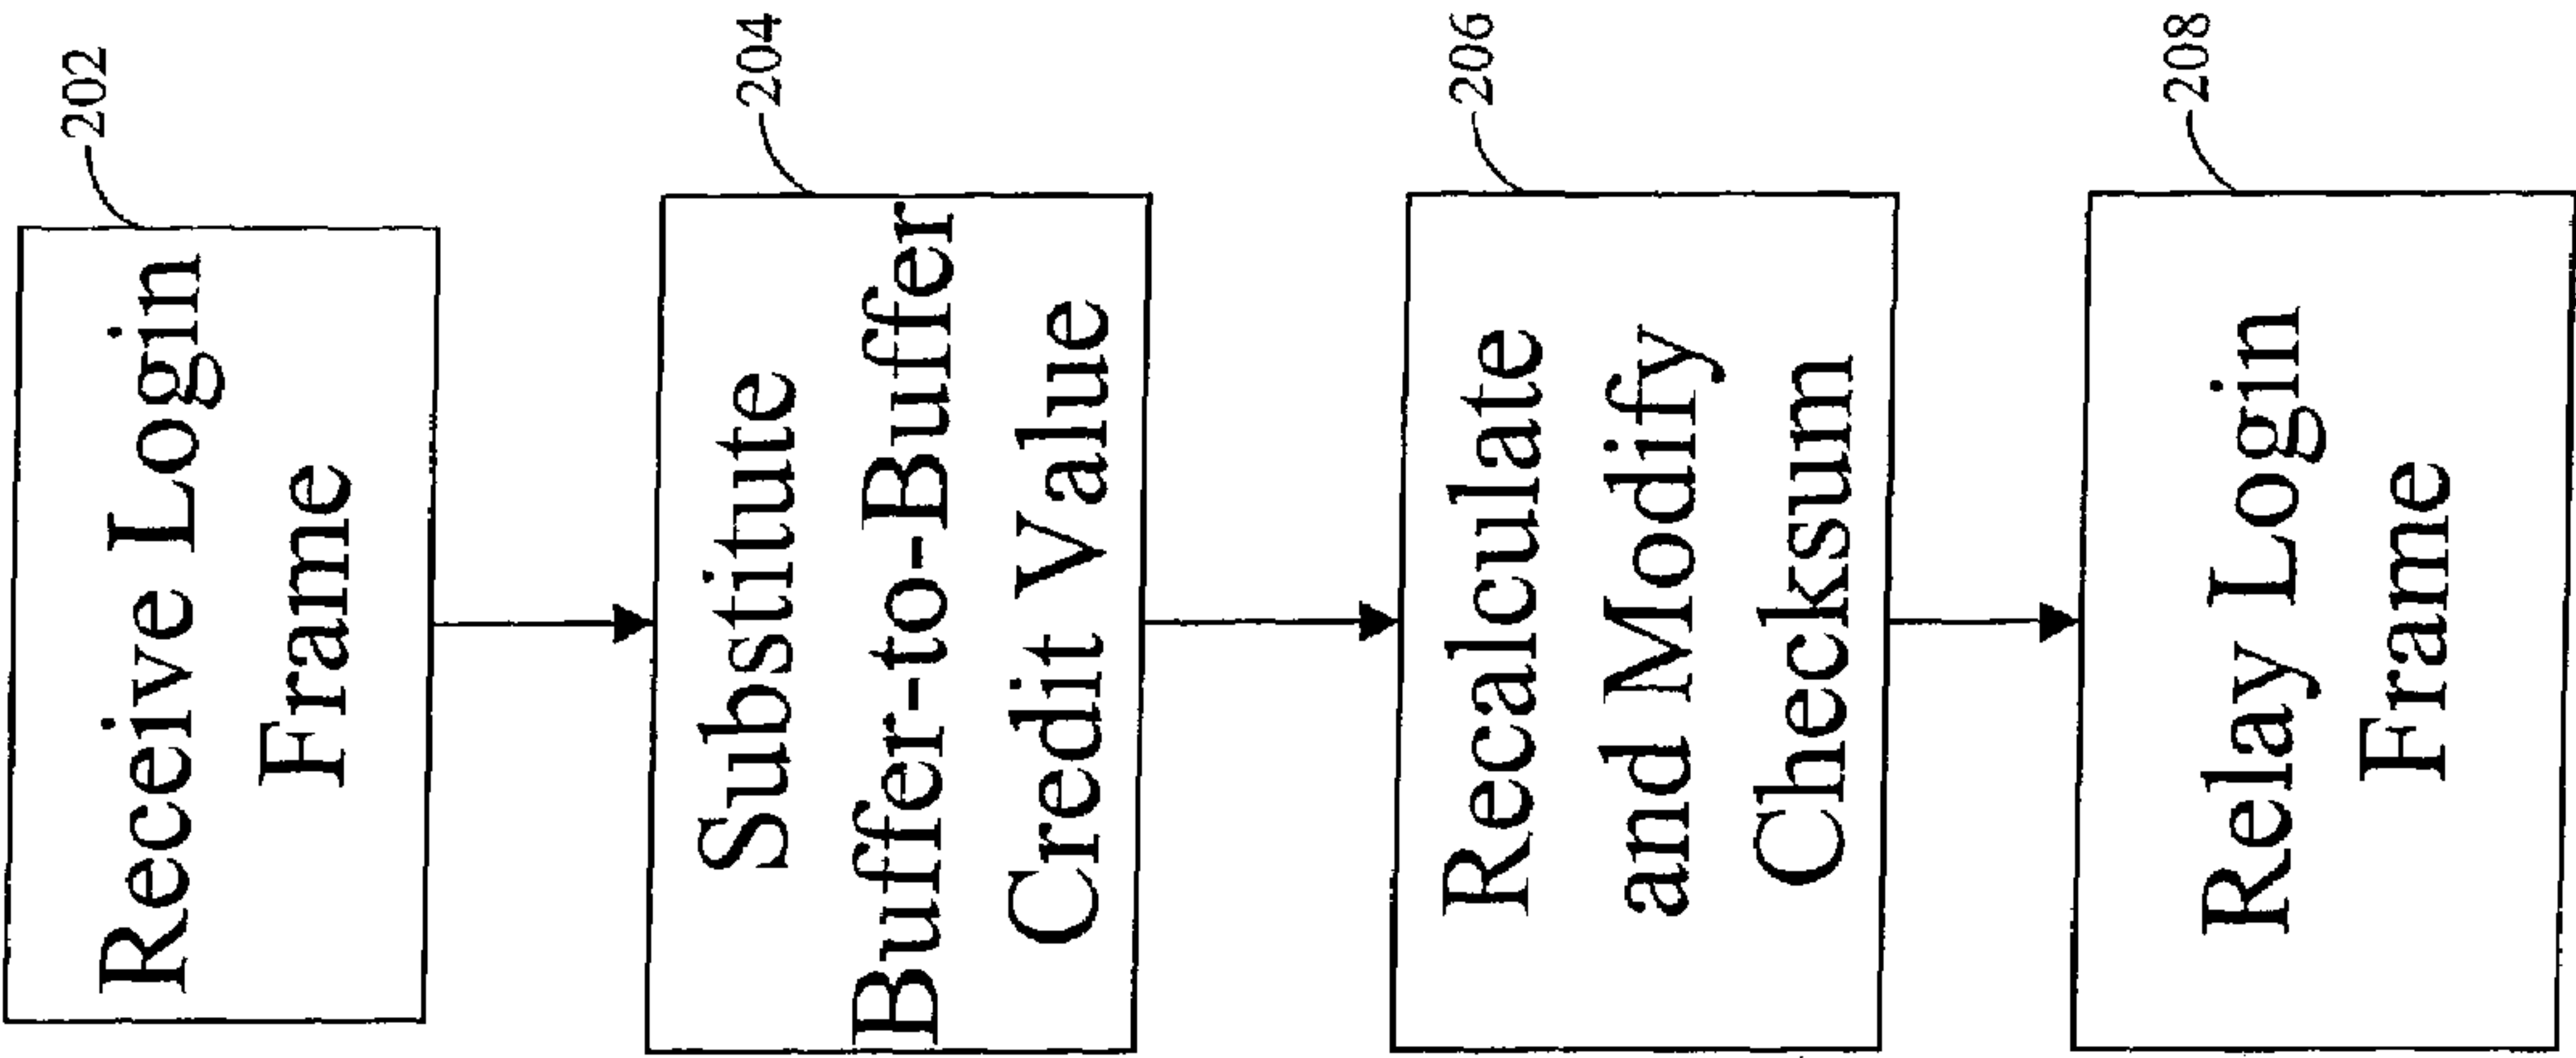 202
Receive Login
Frame
204
Substitute
Buffer-to-Buffer
Credit Value
206
Recalculate
and Modify
Checksum
208
Relay Login
Frame